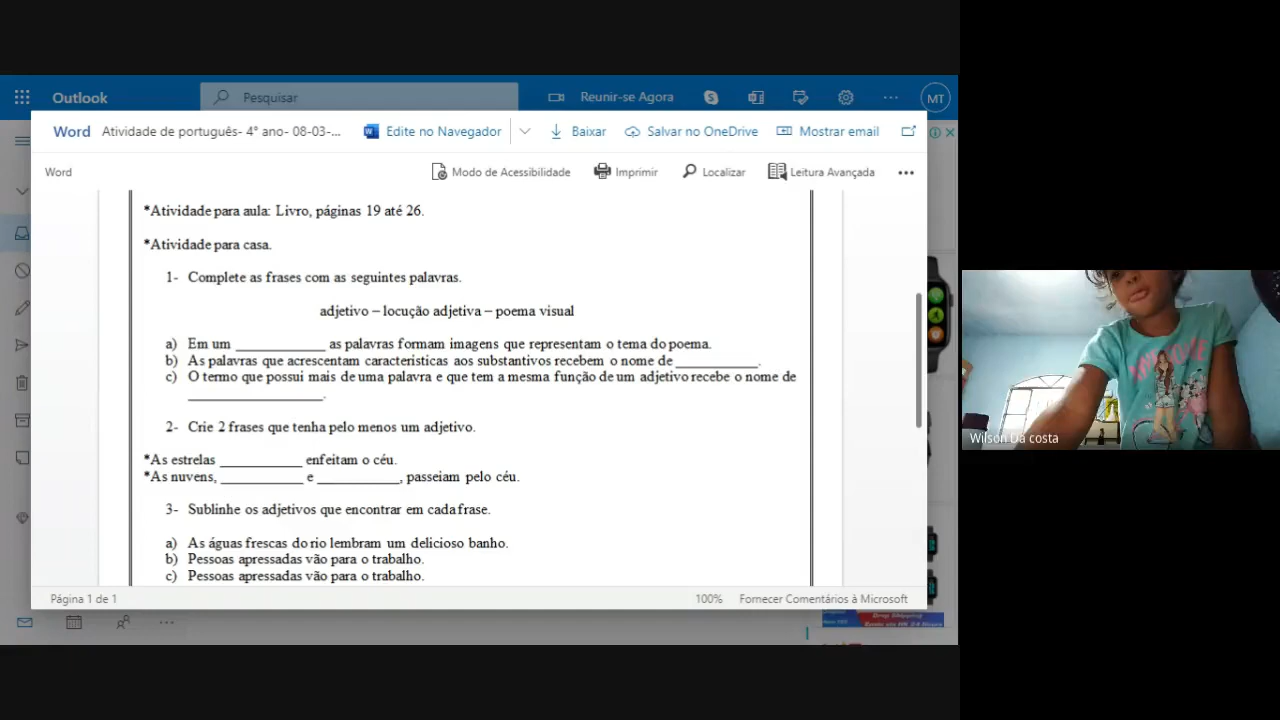 Outlook
Pesquisar
Reunir-se Agora
MT
Word
Atividade de português- 4° ano- 08-03-...
Edite no Navegador
Baixar
Salvar no OneDrive
Mostrar email
Word
Modo de Acessibilidade
Imprimir
Localizar
Leitura Avançada
*Atividade para aula: Livro, páginas 19 até 26.
*Atividade para casa.
1- Complete as frases com as seguintes palavras.
adjetivo – locução adjetiva – poema visual
a) Em um ____________ as palavras formam imagens que representam o tema do poema.
b) As palavras que acrescentam características aos substantivos recebem o nome de ___________.
c) O termo que possui mais de uma palavra e que tem a mesma função de um adjetivo recebe o nome de
__________________.
2- Crie 2 frases que tenha pelo menos um adjetivo.
*As estrelas ___________ enfeitam o céu.
*As nuvens, ___________ e ___________, passeiam pelo céu.
3- Sublinhe os adjetivos que encontrar em cada frase.
a) As águas frescas do rio lembram um delicioso banho.
b) Pessoas apressadas vão para o trabalho.
c) Pessoas apressadas vão para o trabalho.
Página 1 de 1
100%
Fornecer Comentários à Microsoft
Wilson Da costa